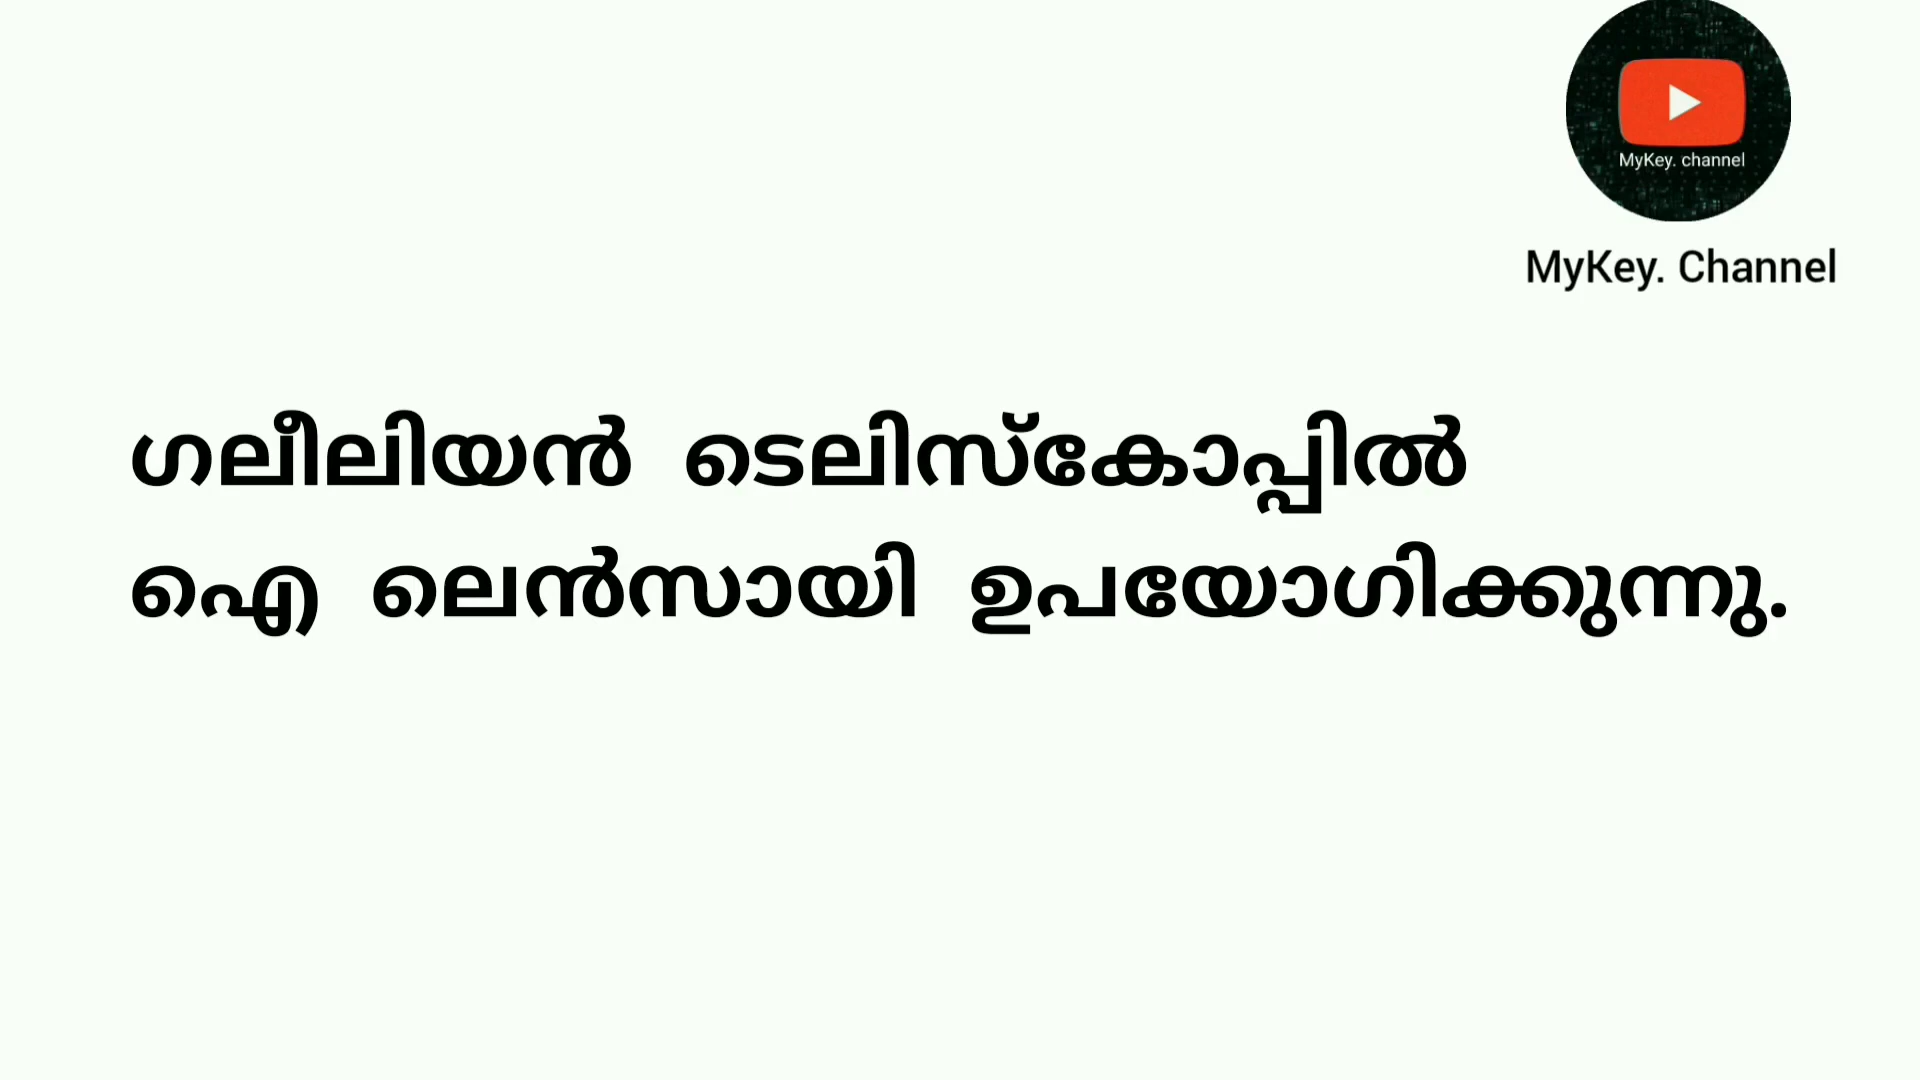 MyKey. channel
MyKey. Channel
ഗലീലിയൻ ടെലിസ്കോപ്പിൽ
ഐ ലെൻസായി ഉപയോഗിക്കുന്നു.